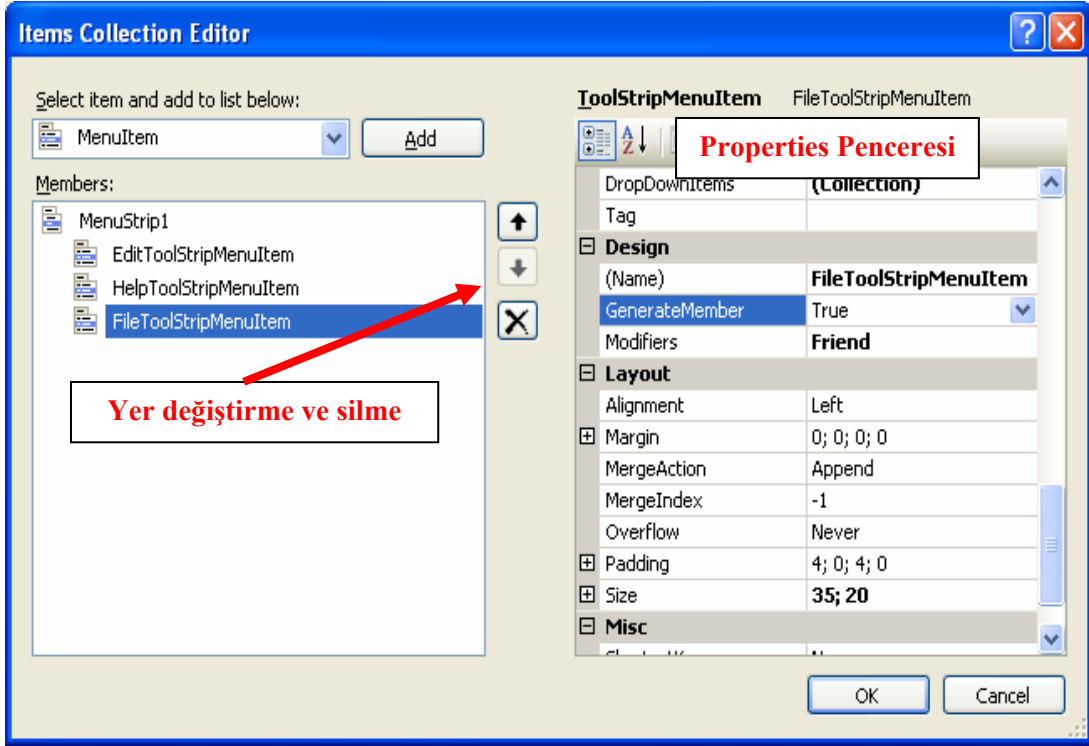 Items Collection Editor
Select item and add to list below:
MenuItem
Add
Members:
MenuStrip1
EditToolStripMenuItem
HelpToolStripMenuItem
FileToolStripMenuItem
Yer değiştirme ve silme
ToolStripMenuItem FileToolStripMenuItem
Properties Penceresi
DropDownItems (Collection)
Tag
Design
(Name) FileToolStripMenuItem
GenerateMember True
Modifiers Friend
Layout
Alignment Left
Margin 0; 0; 0; 0
MergeAction Append
MergeIndex -1
Overflow Never
Padding 4; 0; 4; 0
Size 35; 20
Misc
OK Cancel